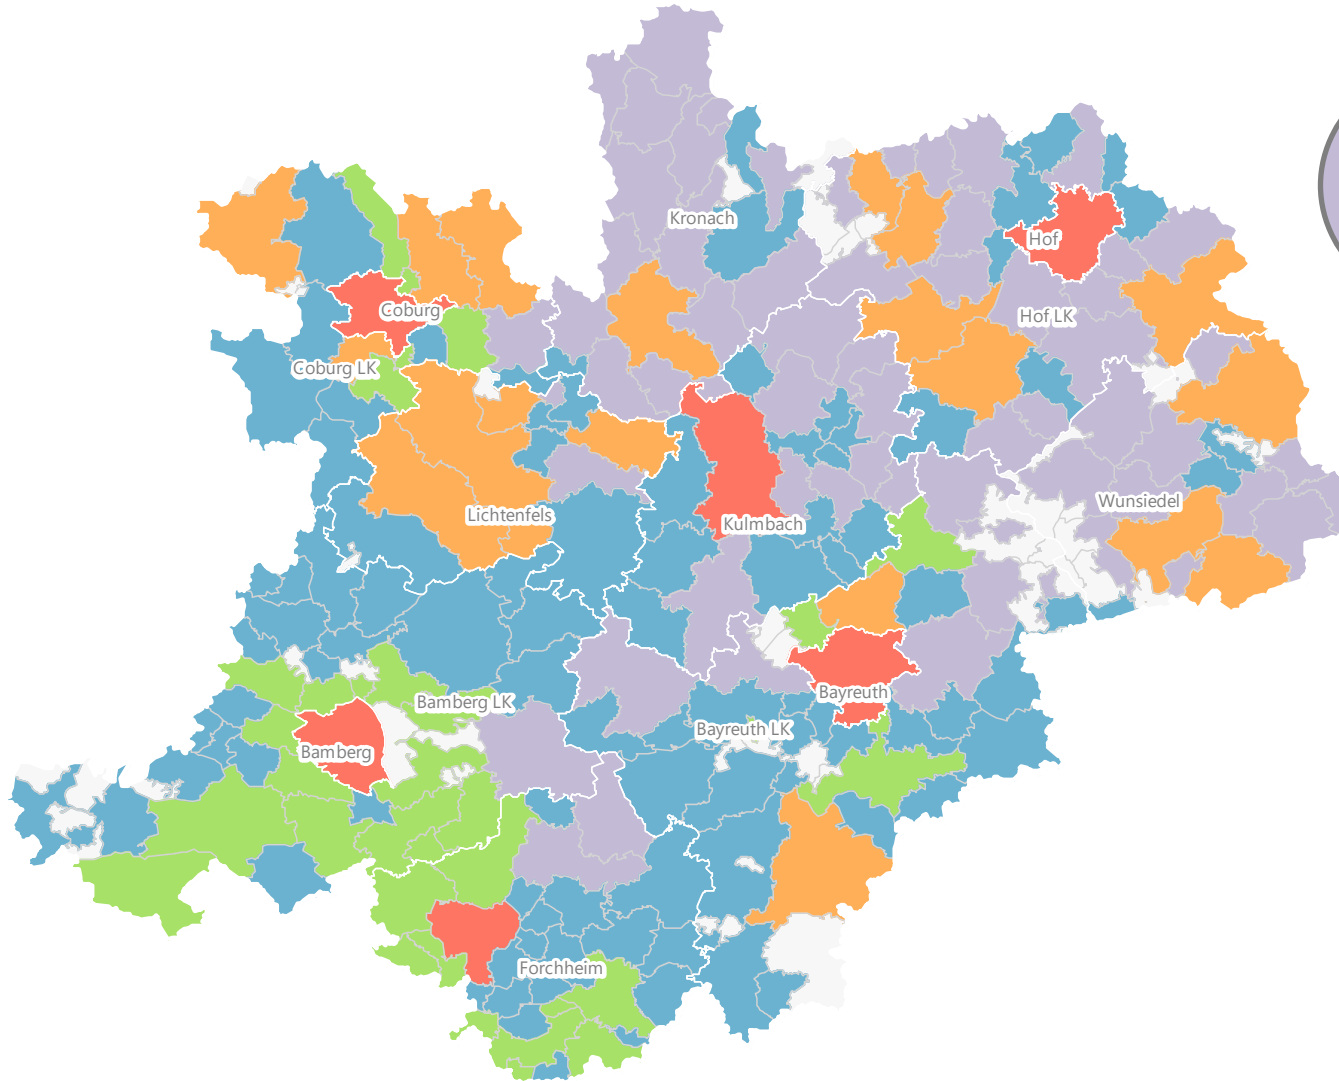 Kronach
Hof
Coburg
Hof LK
Coburg LK
Wunsiedel
Lichtenfels
Kulmbach
Bayreuth
Bamberg LK
Bayreuth LK
Bamberg
Forchheim